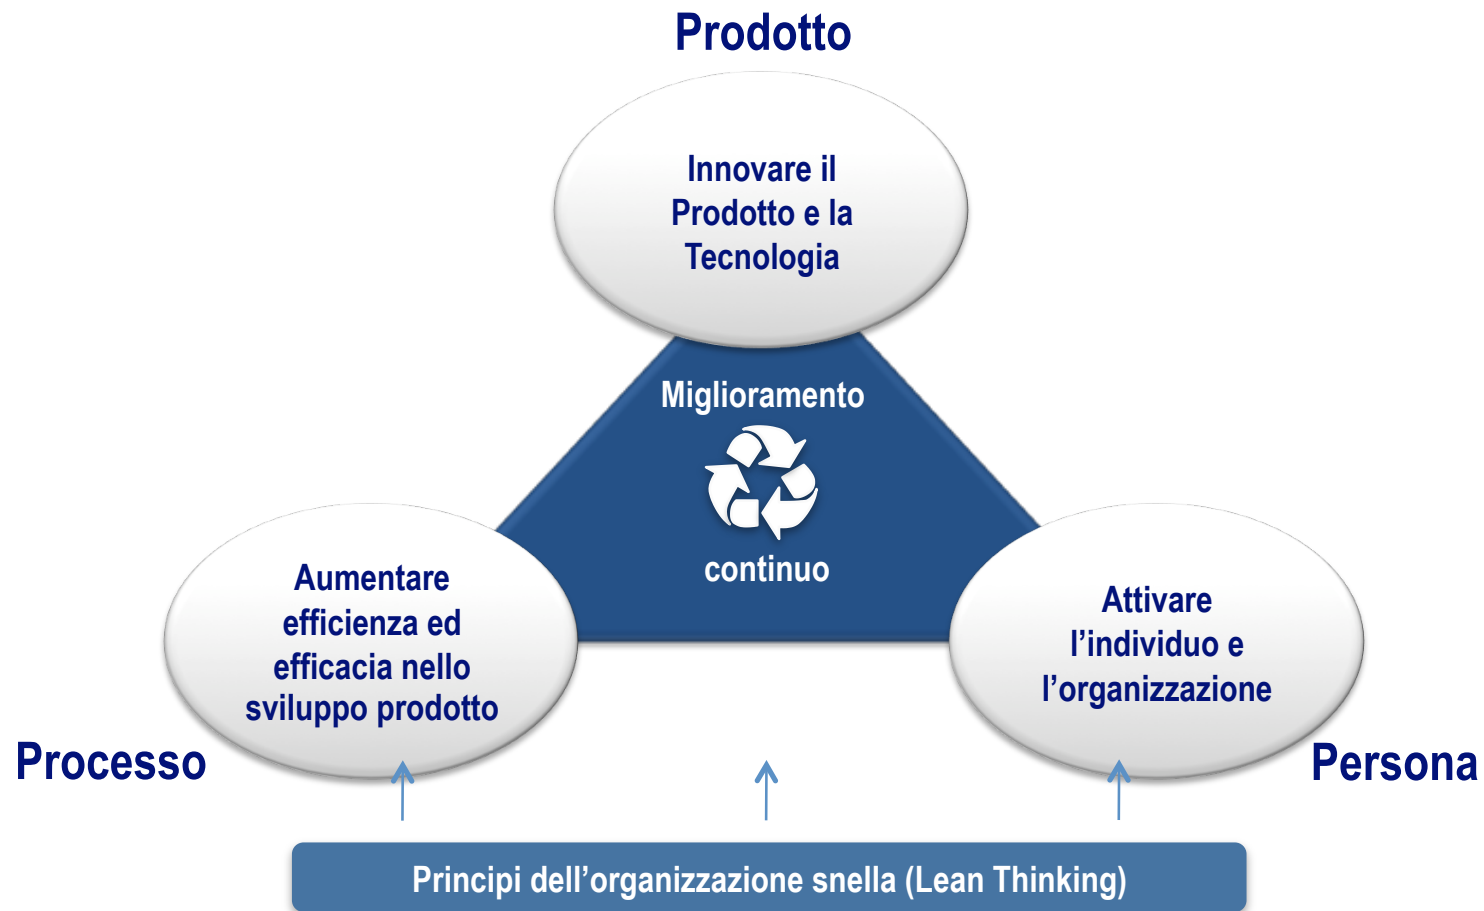 Prodotto
Innovare il
Prodotto e la
Tecnologia
Miglioramento
continuo
Aumentare
efficienza ed
efficacia nello
sviluppo prodotto
Attivare
l’individuo e
l’organizzazione
Processo
Persona
Principi dell’organizzazione snella (Lean Thinking)